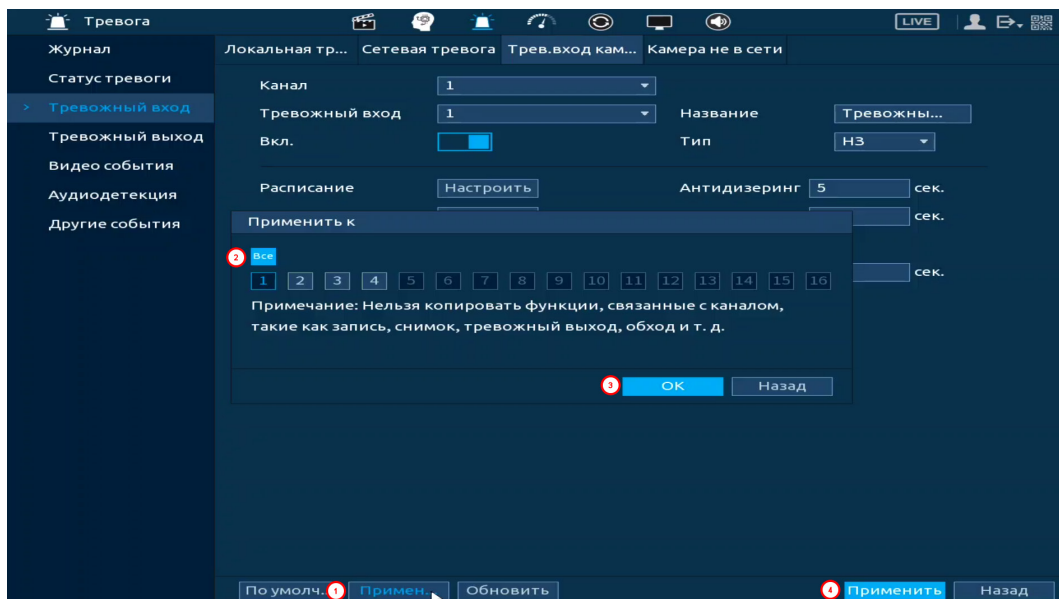 Тревога
LIVE
Журнал
Статус тревоги
> Тревожный вход
Тревожный выход
Видео события
Аудиодетекция
Другие события
Локальная тр... Сетевая тревога Трев.вход кам... Камера не в сети
Канал 1
Тревожный вход 1 Название Тревожны...
Вкл. Тип НЗ
Расписание Настроить Антидизеринг 5 сек.
сек.
сек.
Применить к
2 Все
1 2 3 4 5 6 7 8 9 10 11 12 13 14 15 16
Примечание: Нельзя копировать функции, связанные с каналом,
такие как запись, снимок, тревожный выход, обход и т. д.
3 OK Назад
По умолч. 1 Примен.. Обновить 4 Применить Назад